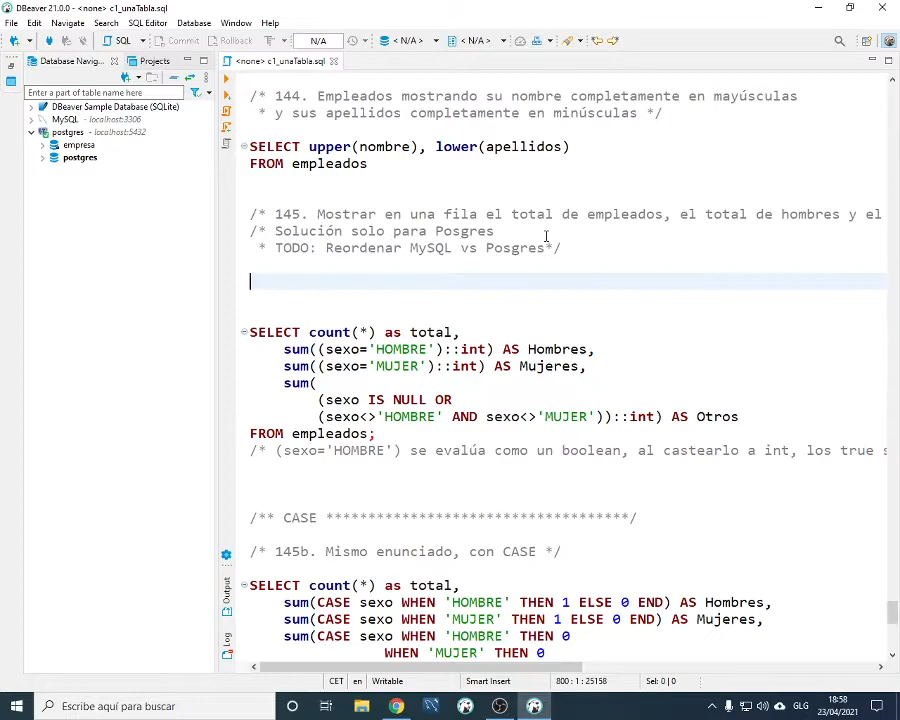 DBeaver 21.0.0 - <none> c1_unaTabla.sql
File Edit Navigate Search SQL Editor Database Window Help
SQL Commit Rollback T N/A < N/A > < N/A >
Database Navig... Projects <none> c1_unaTabla.sql
Enter a part of table name here
DBeaver Sample Database (SQLite)
MySQL - localhost:3306
postgres - localhost:5432
empresa
postgres
/* 144. Empleados mostrando su nombre completamente en mayúsculas
* y sus apellidos completamente en minúsculas */
SELECT upper(nombre), lower(apellidos)
FROM empleados
/* 145. Mostrar en una fila el total de empleados, el total de hombres y el
/* Solución solo para Posgres
* TODO: Reordenar MySQL vs Posgres*/
SELECT count(*) as total,
sum((sexo='HOMBRE')::int) AS Hombres,
sum((sexo='MUJER')::int) AS Mujeres,
sum(
(sexo IS NULL OR
(sexo<>'HOMBRE' AND sexo<>'MUJER'))::int) AS Otros
FROM empleados;
/* (sexo='HOMBRE') se evalúa como un boolean, al castearlo a int, los true s
/** CASE ************************************/
/* 145b. Mismo enunciado, con CASE */
SELECT count(*) as total,
sum(CASE sexo WHEN 'HOMBRE' THEN 1 ELSE 0 END) AS Hombres,
sum(CASE sexo WHEN 'MUJER' THEN 1 ELSE 0 END) AS Mujeres,
sum(CASE sexo WHEN 'HOMBRE' THEN 0
WHEN 'MUJER' THEN 0
Output
Log
CET en Writable Smart Insert 800 : 1 : 25158 Sel: 0 | 0
Escribe aquí para buscar
GLG
18:58
23/04/2021